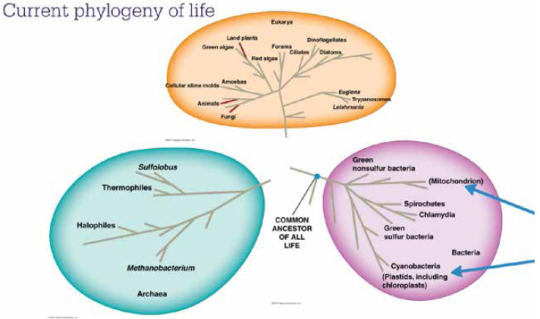 Current phylogeny of life
Eukarya
Land plants
Green algae
Forams
Dinoflagellates
Ciliates
Diatoms
Red algae
Cellular slime molds
Amoebas
Euglena
Trypanosomes
Leishmania
Animals
Fungi
Sulfolobus
Thermophiles
Halophiles
Methanobacterium
Archaea
COMMON
ANCESTOR
OF ALL
LIFE
Green
nonsulfur bacteria
(Mitochondrion)
Spirochetes
Chlamydia
Green
sulfur bacteria
Bacteria
Cyanobacteria
(Plastids, including
chloroplasts)